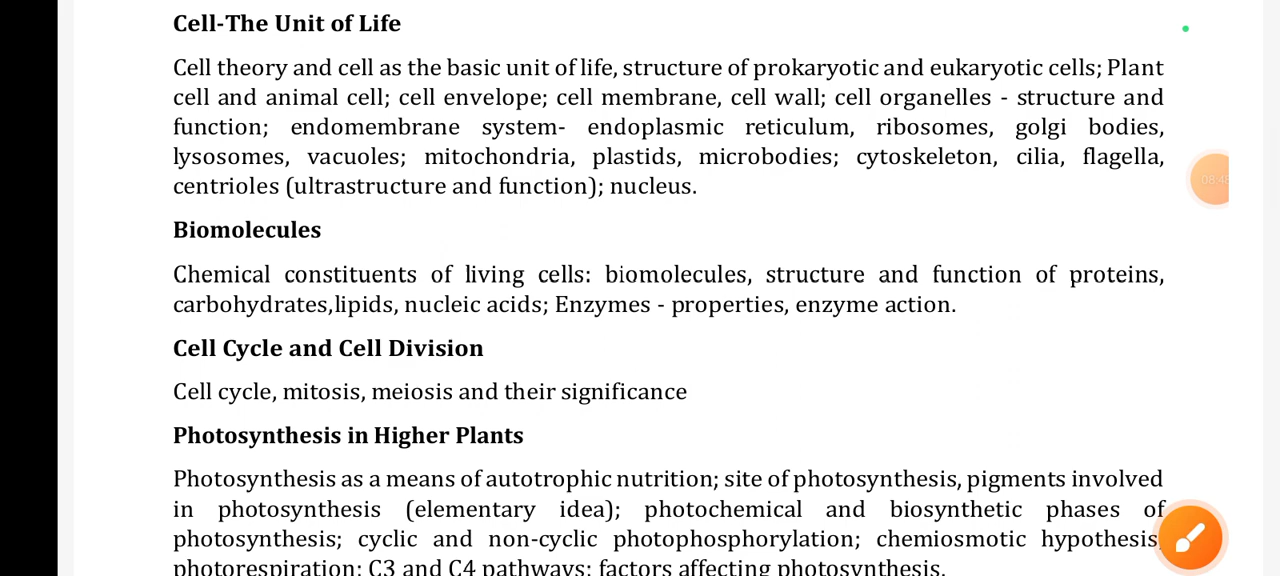 Cell-The Unit of Life
Cell theory and cell as the basic unit of life, structure of prokaryotic and eukaryotic cells; Plant
cell and animal cell; cell envelope; cell membrane, cell wall; cell organelles - structure and
function; endomembrane system- endoplasmic reticulum, ribosomes, golgi bodies,
lysosomes, vacuoles; mitochondria, plastids, microbodies; cytoskeleton, cilia, flagella,
centrioles (ultrastructure and function); nucleus.
08:48
Biomolecules
Chemical constituents of living cells: biomolecules, structure and function of proteins,
carbohydrates,lipids, nucleic acids; Enzymes - properties, enzyme action.
Cell Cycle and Cell Division
Cell cycle, mitosis, meiosis and their significance
Photosynthesis in Higher Plants
Photosynthesis as a means of autotrophic nutrition; site of photosynthesis, pigments involved
in photosynthesis (elementary idea); photochemical and biosynthetic phases of
photosynthesis; cyclic and non-cyclic photophosphorylation; chemiosmotic hypothesis;
photorespiration; C3 and C4 pathways; factors affecting photosynthesis.